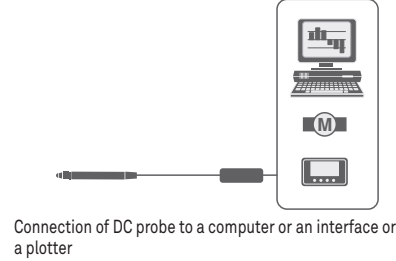 M
Connection of DC probe to a computer or an interface or
a plotter